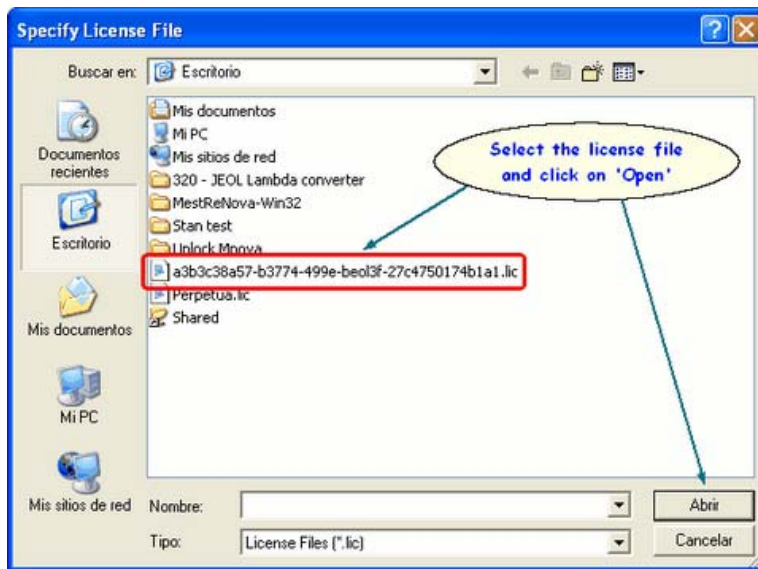 Specify License File
Buscar en: Escritorio
Mis documentos
Mi PC
Mis sitios de red
320 - JEOL Lambda converter
MestReNova-Win32
Stan test
Unlock Mnova
a3b3c38a57-b3774-499e-beol3f-27c4750174b1a1.lic
Perpetua.lic
Shared
Select the license file
and click on 'Open'
Documentos
recientes
Escritorio
Mis documentos
Mi PC
Mis sitios de red
Nombre:
Abrir
Tipo: License Files (*.lic)
Cancelar